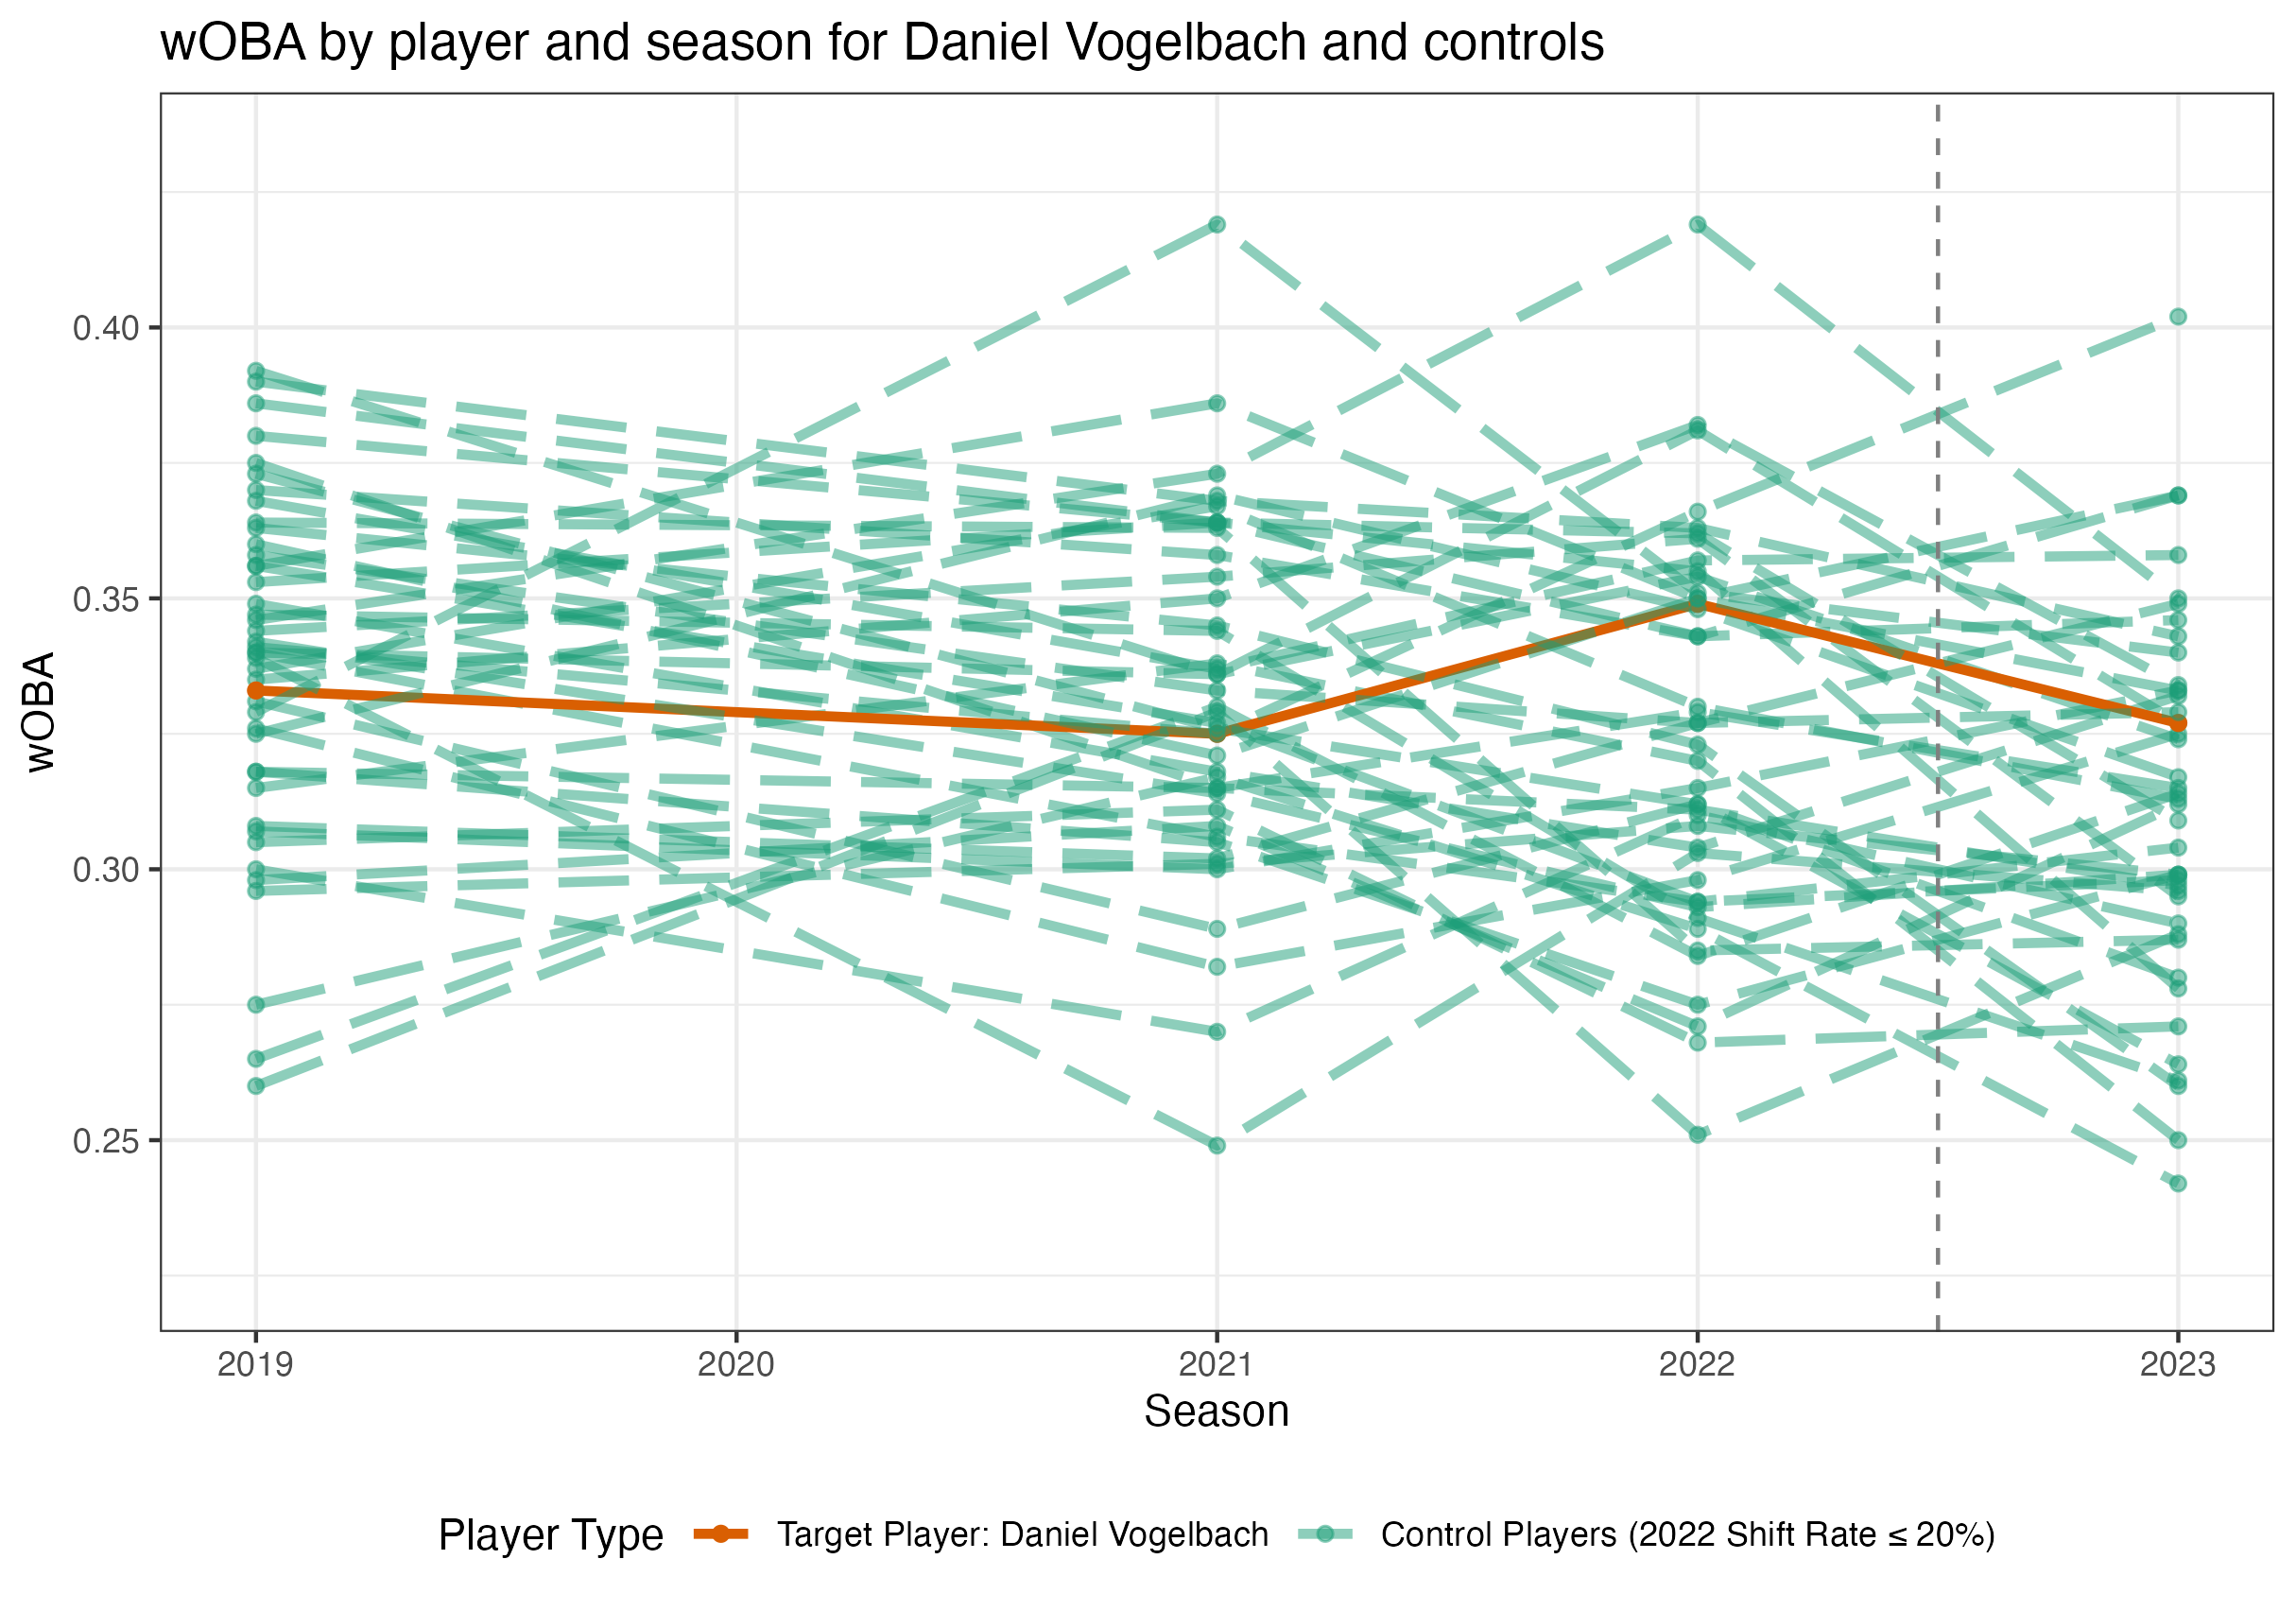 wOBA by player and season for Daniel Vogelbach and controls
wOBA
0.40
0.35
0.30
0.25
2019 2020 2021 2022 2023
Season
Player Type Target Player: Daniel Vogelbach Control Players (2022 Shift Rate ≤ 20%)